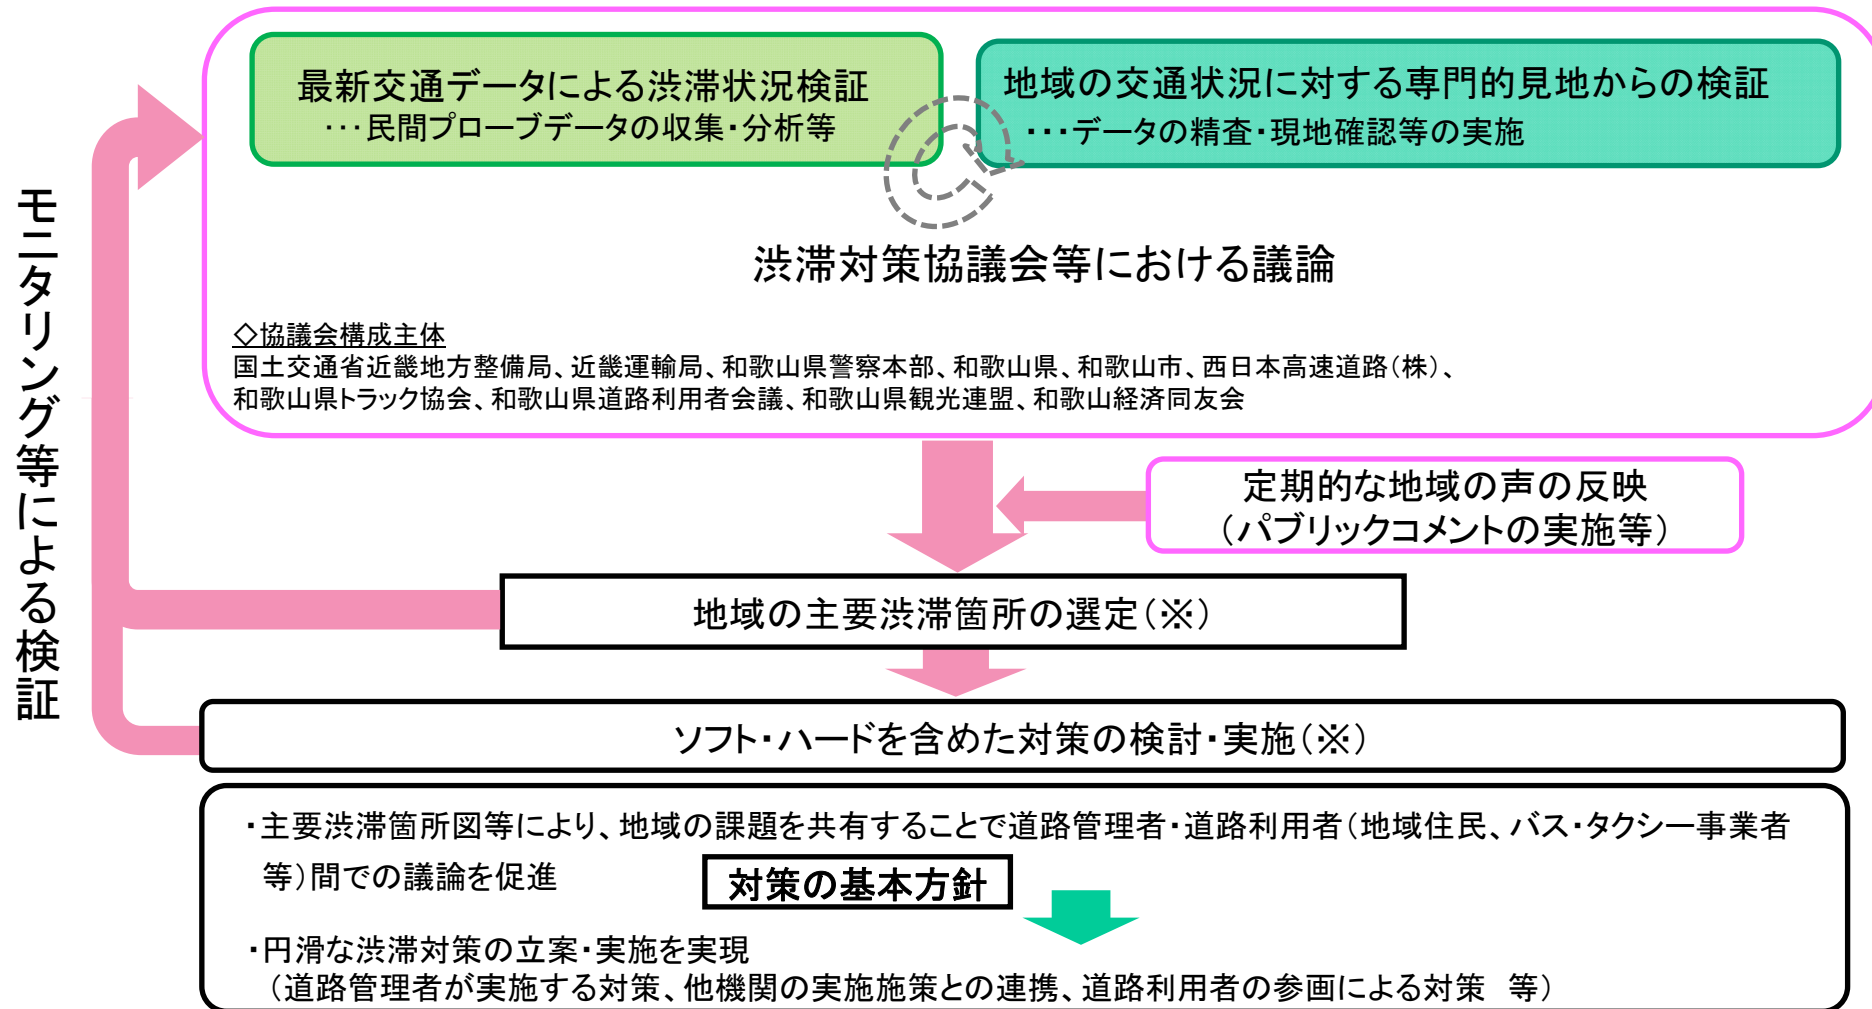 最新交通データによる渋滞状況検証
･･･民間プローブデータの収集・分析等
地域の交通状況に対する専門的見地からの検証
・・・データの精査・現地確認等の実施
渋滞対策協議会等における議論
◇協議会構成主体
国土交通省近畿地方整備局、近畿運輸局、和歌山県警察本部、和歌山県、和歌山市、西日本高速道路（株）、
和歌山県トラック協会、和歌山県道路利用者会議、和歌山県観光連盟、和歌山経済同友会
モニタリング等による検証
定期的な地域の声の反映
（パブリックコメントの実施等）
地域の主要渋滞箇所の選定（※）
ソフト・ハードを含めた対策の検討・実施（※）
・主要渋滞箇所図等により、地域の課題を共有することで道路管理者・道路利用者（地域住民、バス・タクシー事業者
等）間での議論を促進
対策の基本方針
・円滑な渋滞対策の立案・実施を実現
（道路管理者が実施する対策、他機関の実施施策との連携、道路利用者の参画による対策　等）